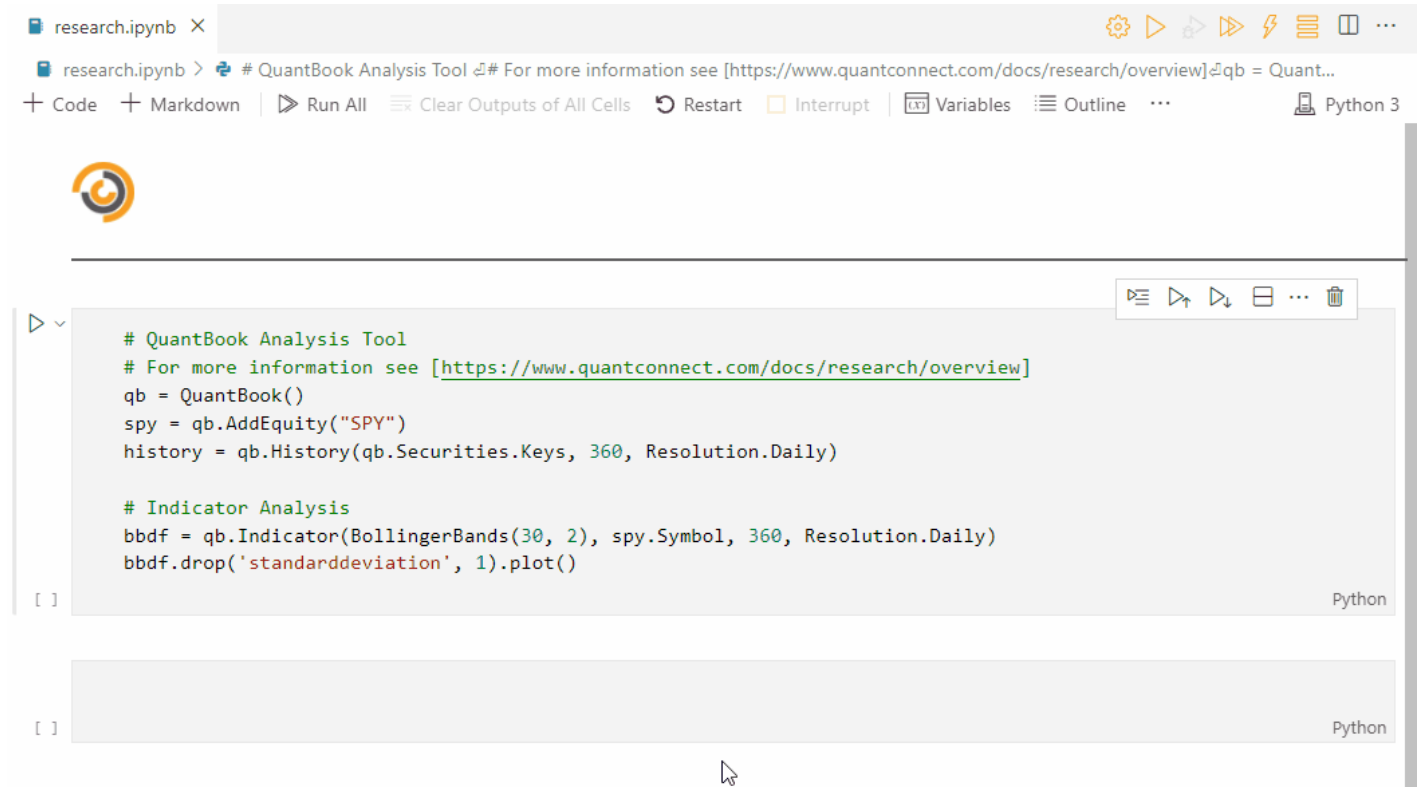 research.ipynb
research.ipynb > # QuantBook Analysis Tool ⏎# For more information see [https://www.quantconnect.com/docs/research/overview]⏎qb = Quant...
+ Code + Markdown Run All Clear Outputs of All Cells Restart Interrupt Variables Outline ... Python 3
# QuantBook Analysis Tool
# For more information see [https://www.quantconnect.com/docs/research/overview]
qb = QuantBook()
spy = qb.AddEquity("SPY")
history = qb.History(qb.Securities.Keys, 360, Resolution.Daily)
# Indicator Analysis
bbdf = qb.Indicator(BollingerBands(30, 2), spy.Symbol, 360, Resolution.Daily)
bbdf.drop('standarddeviation', 1).plot()
[ ] Python
[ ] Python